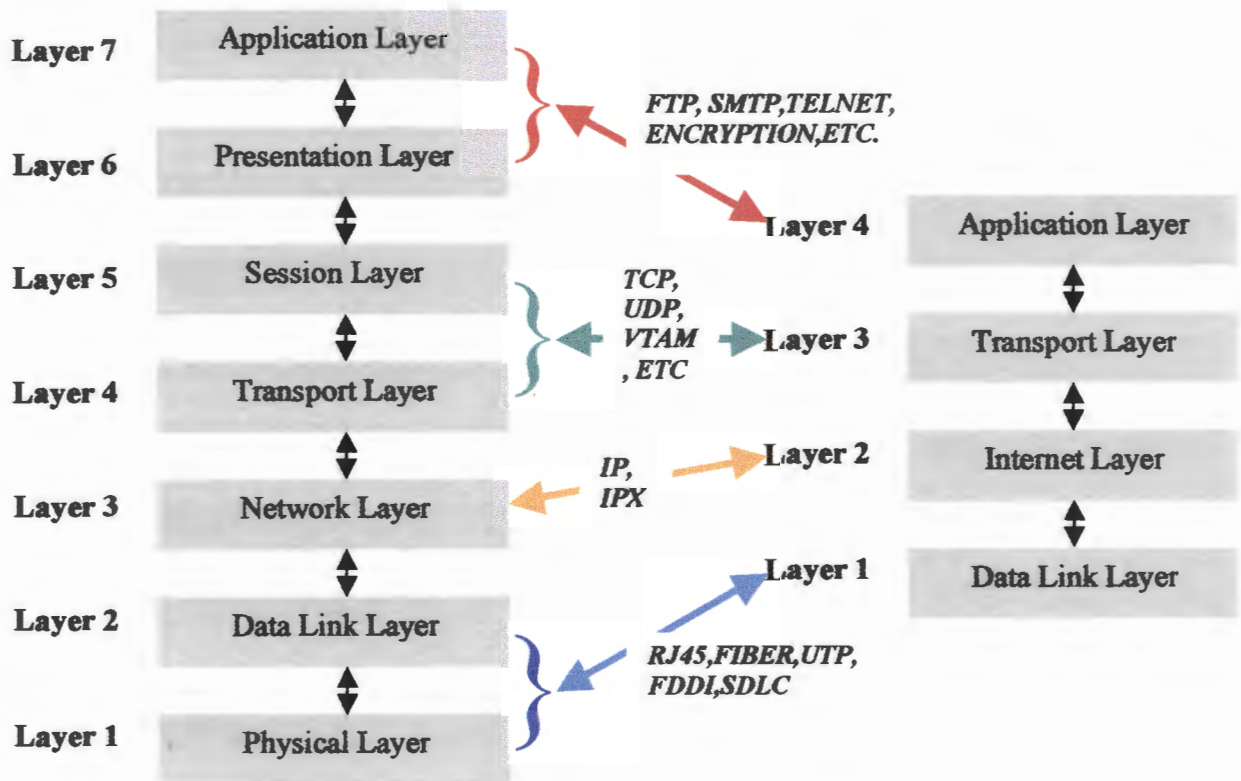 Layer 7
Application Layer
Layer 6
Presentation Layer
Layer 5
Session Layer
Layer 4
Transport Layer
Layer 3
Network Layer
Layer 2
Data Link Layer
Layer 1
Physical Layer
FTP, SMTP,TELNET,
ENCRYPTION,ETC.
TCP,
UDP,
VTAM
, ETC
IP,
IPX
RJ45,FIBER,UTP,
FDDI,SDLC
Layer 4
Application Layer
Layer 3
Transport Layer
Layer 2
Internet Layer
Layer 1
Data Link Layer